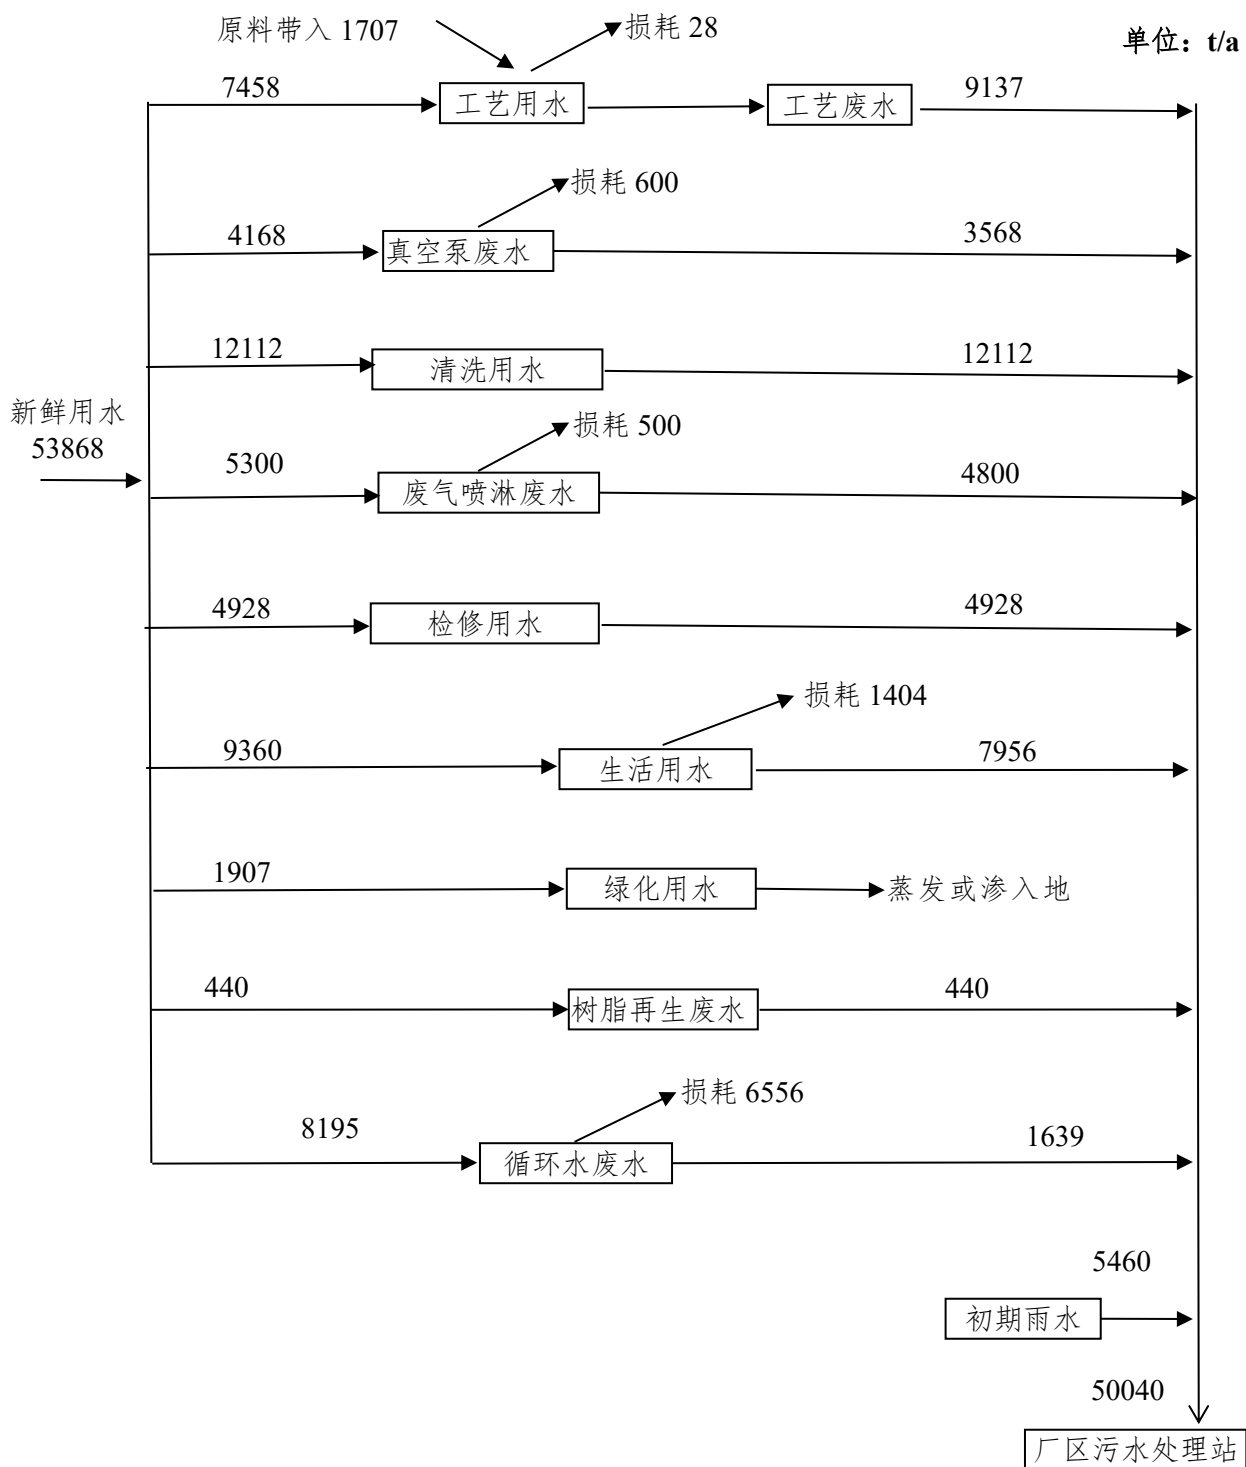 原料带入 1707
损耗 28
单位：t/a
7458
工艺用水
工艺废水
9137
损耗 600
4168
真空泵废水
3568
12112
清洗用水
12112
新鲜用水
53868
损耗 500
5300
废气喷淋废水
4800
4928
检修用水
4928
损耗 1404
9360
生活用水
7956
1907
绿化用水
蒸发或渗入地
440
树脂再生废水
440
损耗 6556
8195
循环水废水
1639
5460
初期雨水
50040
厂区污水处理站